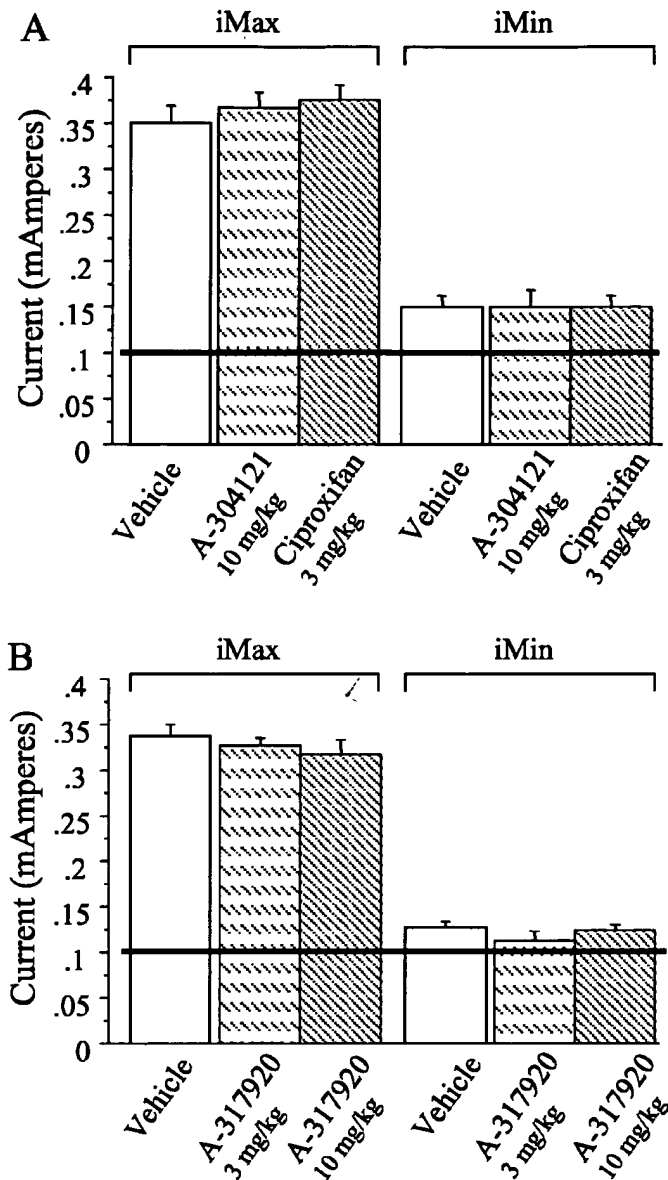 A
iMax
iMin
Current (mAmperes)
.4
.35
.3
.25
.2
.15
.1
.05
0
Vehicle
A-304121
10 mg/kg
Ciproxifan
3 mg/kg
Vehicle
A-304121
10 mg/kg
Ciproxifan
3 mg/kg
B
iMax
iMin
Current (mAmperes)
.4
.35
.3
.25
.2
.15
.1
.05
0
Vehicle
A-317920
3 mg/kg
A-317920
10 mg/kg
Vehicle
A-317920
3 mg/kg
A-317920
10 mg/kg